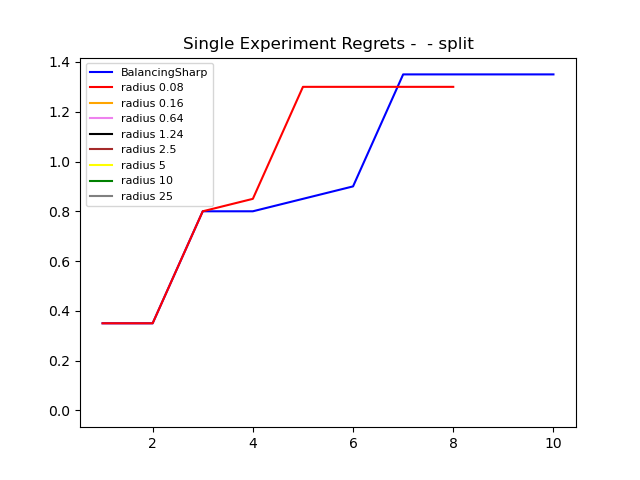 Single Experiment Regrets -  - split
1.4
1.2
1.0
0.8
0.6
0.4
0.2
0.0
BalancingSharp
radius 0.08
radius 0.16
radius 0.64
radius 1.24
radius 2.5
radius 5
radius 10
radius 25
2 4 6 8 10